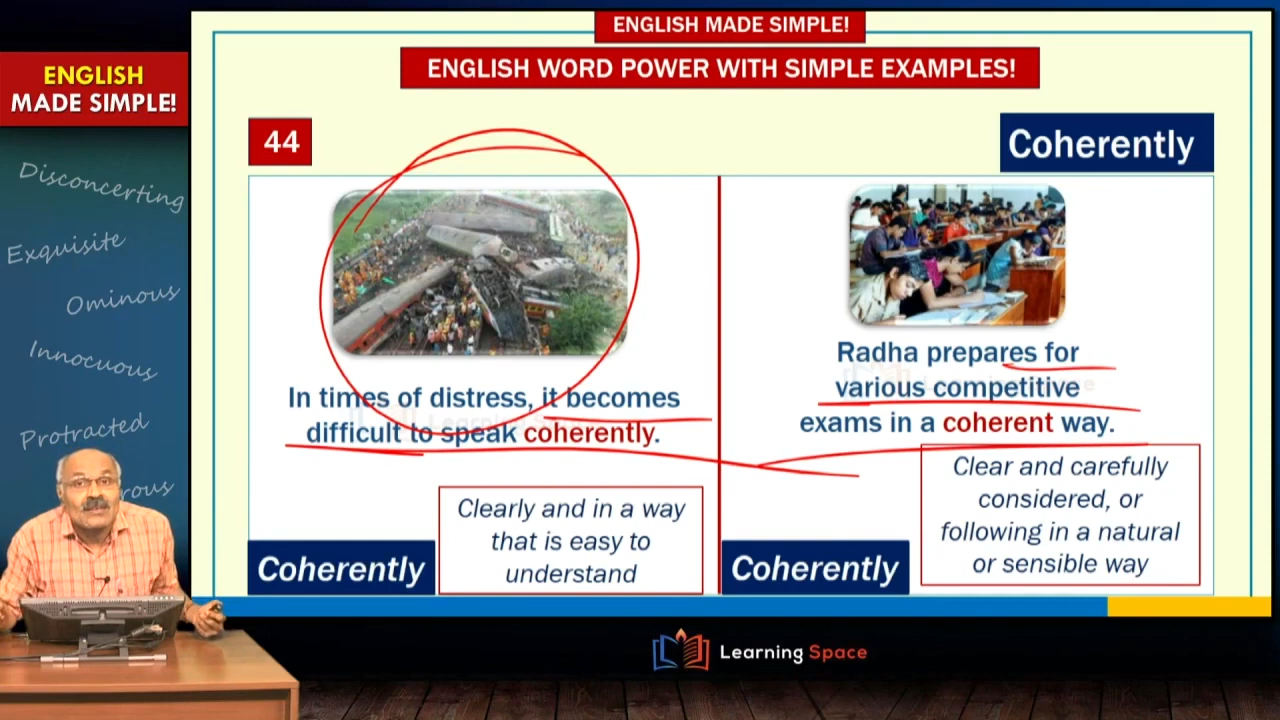 ENGLISH MADE SIMPLE!
ENGLISH WORD POWER WITH SIMPLE EXAMPLES!
ENGLISH
MADE SIMPLE!
Disconcerting
Exquisite
Ominous
Innocuous
Protracted
rous
44
Coherently
In times of distress, it becomes
difficult to speak coherently.
Coherently
Clearly and in a way
that is easy to
understand
Radha prepares for
various competitive
exams in a coherent way.
Coherently
Clear and carefully
considered, or
following in a natural
or sensible way
Learning Space
Learning Space